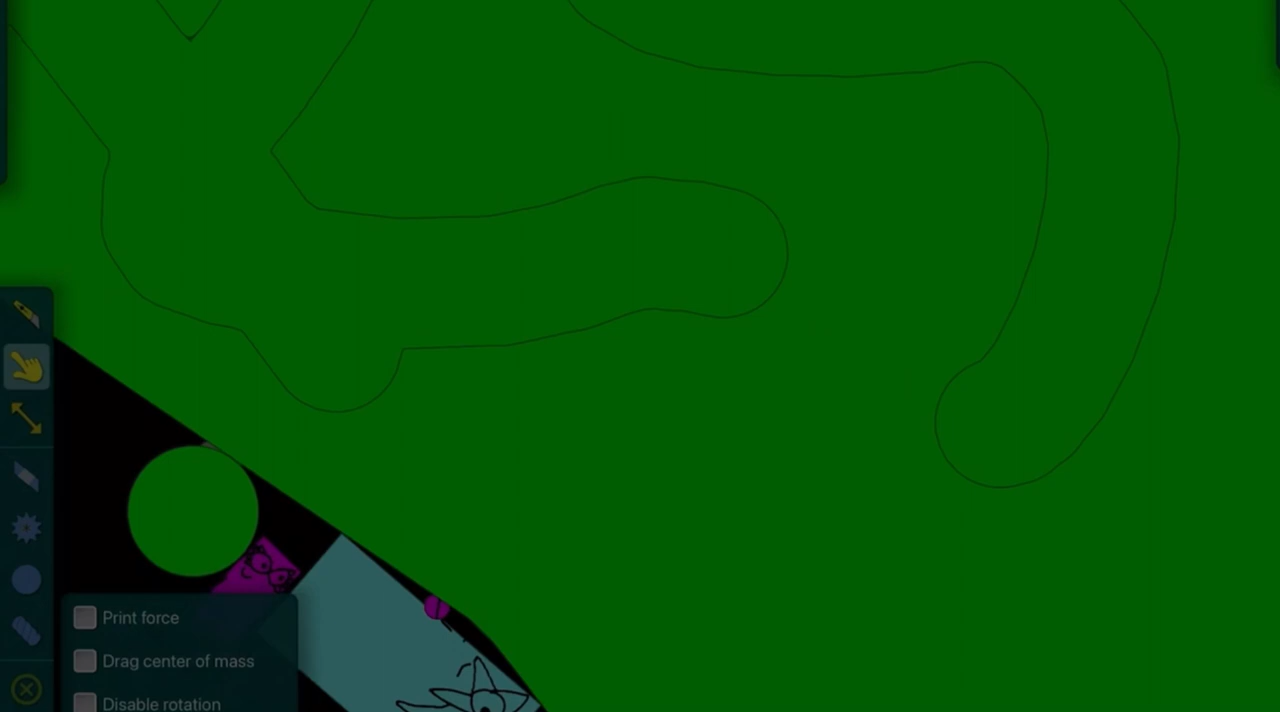 Print force
Drag center of mass
Disable rotation